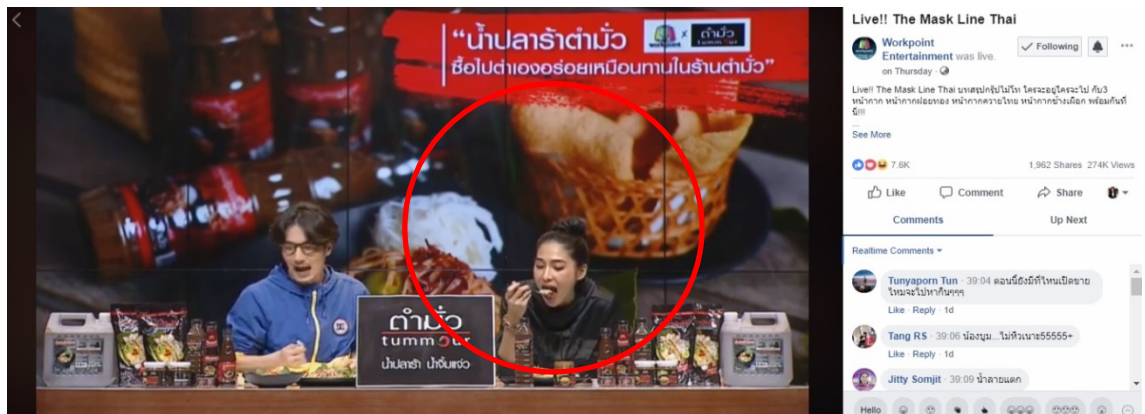 "น้ำปลาร้าตำมั่ว
ตำมั่ว
tummour
ซื้อไปตำเองอร่อยเหมือนทานในร้านตำมั่ว"
ตำมั่ว
tummour
น้ำปลาร้า น้ำจิ้มแจ่ว
Live!! The Mask Line Thai
Workpoint
Entertainment was live.
on Thursday ·
Following
Live!! The Mask Line Thai บทสรุปกรุ๊ปไม้โท ใครจะอยู่ใครจะไป กับ3
หน้ากาก หน้ากากฝอยทอง หน้ากากควายไทย หน้ากากช้างเผือก พร้อมกันที่
นี่!!!
...
See More
7.6K
1,962 Shares 274K Views
Like Comment Share
Comments Up Next
Realtime Comments
Tunyaporn Tun · 39:04 ตอนนี้ยังมีที่ไหนเปิดขาย
ไหมจะไปหากินๆๆๆ
Like · Reply · 1d
Tang RS · 39:06 น้องบูม...ไม่หิวเนาะ55555+
Like · Reply · 1d
Jitty Somjit · 39:09 น้ำลายแตก
Hello